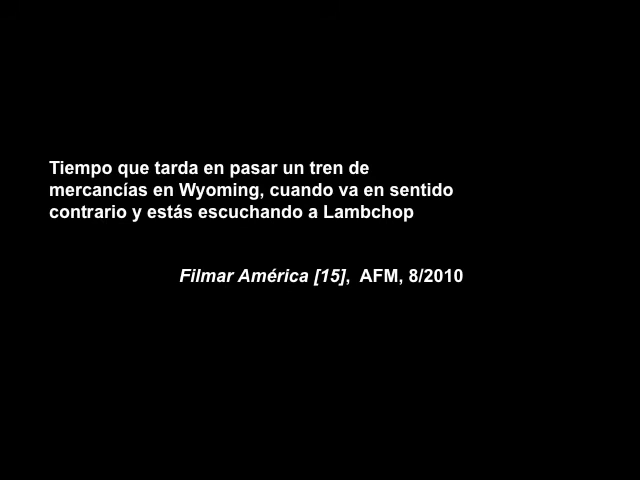 Tiempo que tarda en pasar un tren de
mercancías en Wyoming, cuando va en sentido
contrario y estás escuchando a Lambchop
Filmar América [15],  AFM, 8/2010